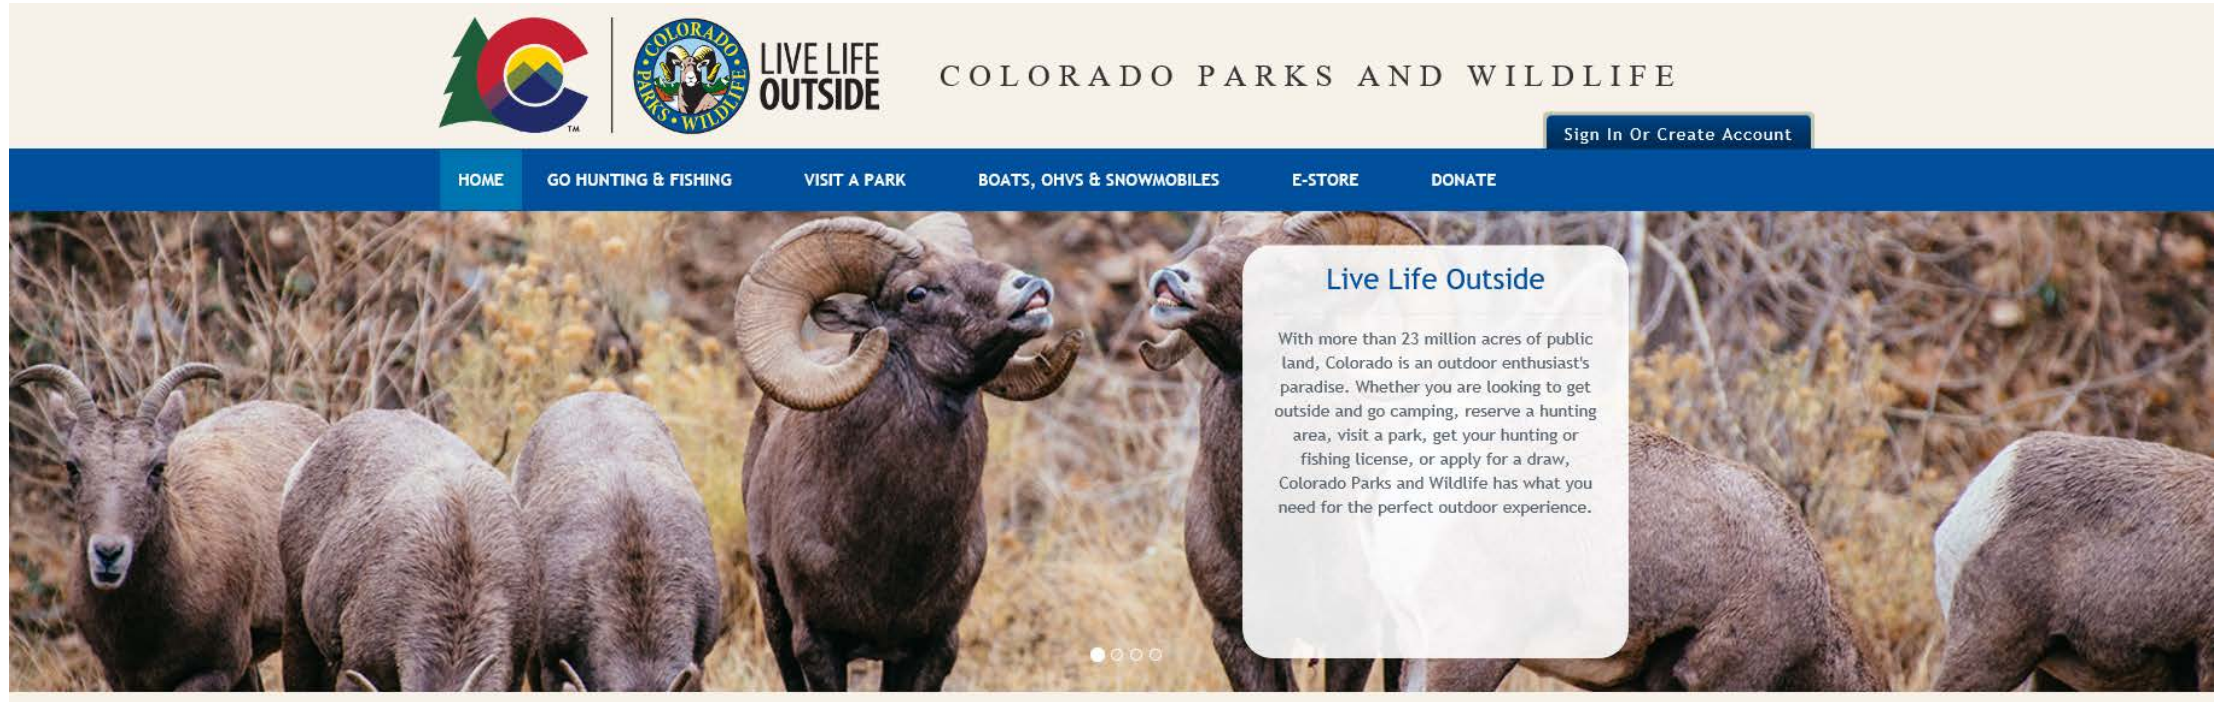 COLORADO
PARKS • WILDLIFE
TM
LIVE LIFE
OUTSIDE
COLORADO PARKS AND WILDLIFE
Sign In Or Create Account
HOME
GO HUNTING & FISHING
VISIT A PARK
BOATS, OHVS & SNOWMOBILES
E-STORE
DONATE
Live Life Outside
With more than 23 million acres of public
land, Colorado is an outdoor enthusiast's
paradise. Whether you are looking to get
outside and go camping, reserve a hunting
area, visit a park, get your hunting or
fishing license, or apply for a draw,
Colorado Parks and Wildlife has what you
need for the perfect outdoor experience.